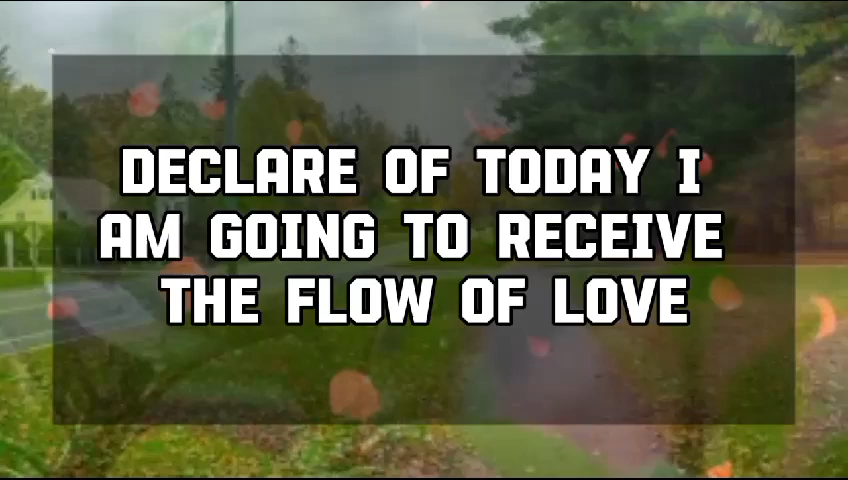 DECLARE OF TODAY I
AM GOING TO RECEIVE
THE FLOW OF LOVE